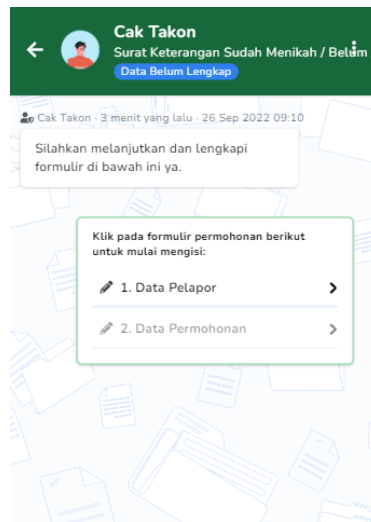 Cak Takon
Surat Keterangan Sudah Menikah / Belum
Data Belum Lengkap
Cak Takon · 3 menit yang lalu · 26 Sep 2022 09:10
Silahkan melanjutkan dan lengkapi
formulir di bawah ini ya.
Klik pada formulir permohonan berikut
untuk mulai mengisi:
1. Data Pelapor
2. Data Permohonan